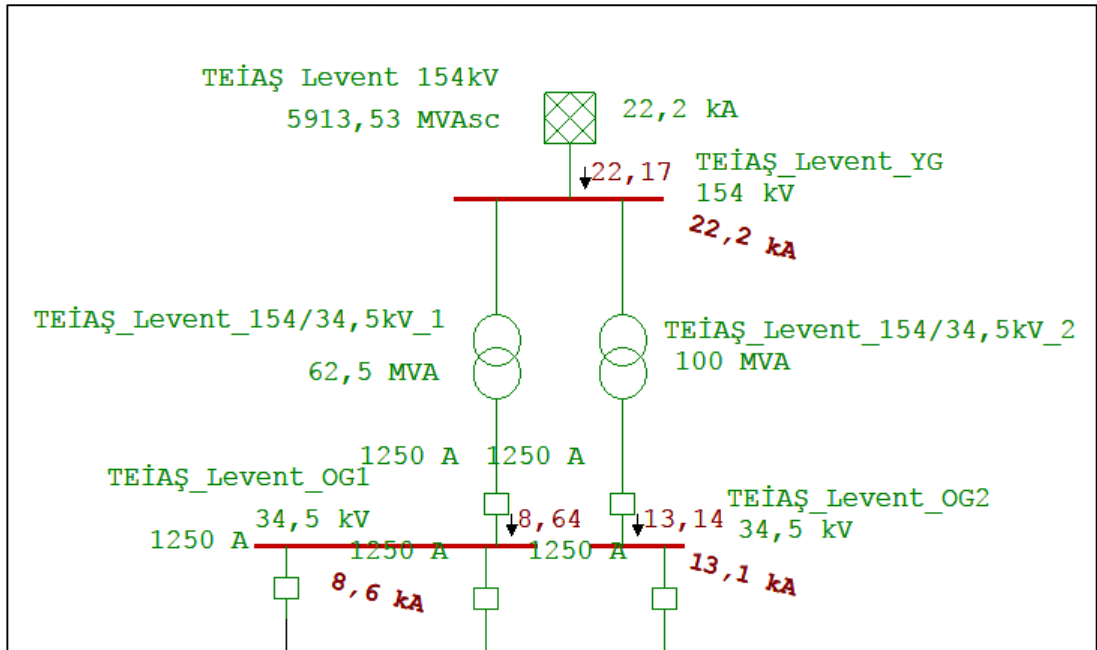 TEİAŞ Levent 154kV
5913,53 MVAsc
22,2 kA
22,17
TEİAŞ_Levent_YG
154 kV
22,2 kA
TEİAŞ_Levent_154/34,5kV_1
62,5 MVA
TEİAŞ_Levent_154/34,5kV_2
100 MVA
1250 A
1250 A
TEİAŞ_Levent_OG1
34,5 kV
8,64
13,14
TEİAŞ_Levent_OG2
34,5 kV
1250 A
1250 A
1250 A
8,6 kA
13,1 kA